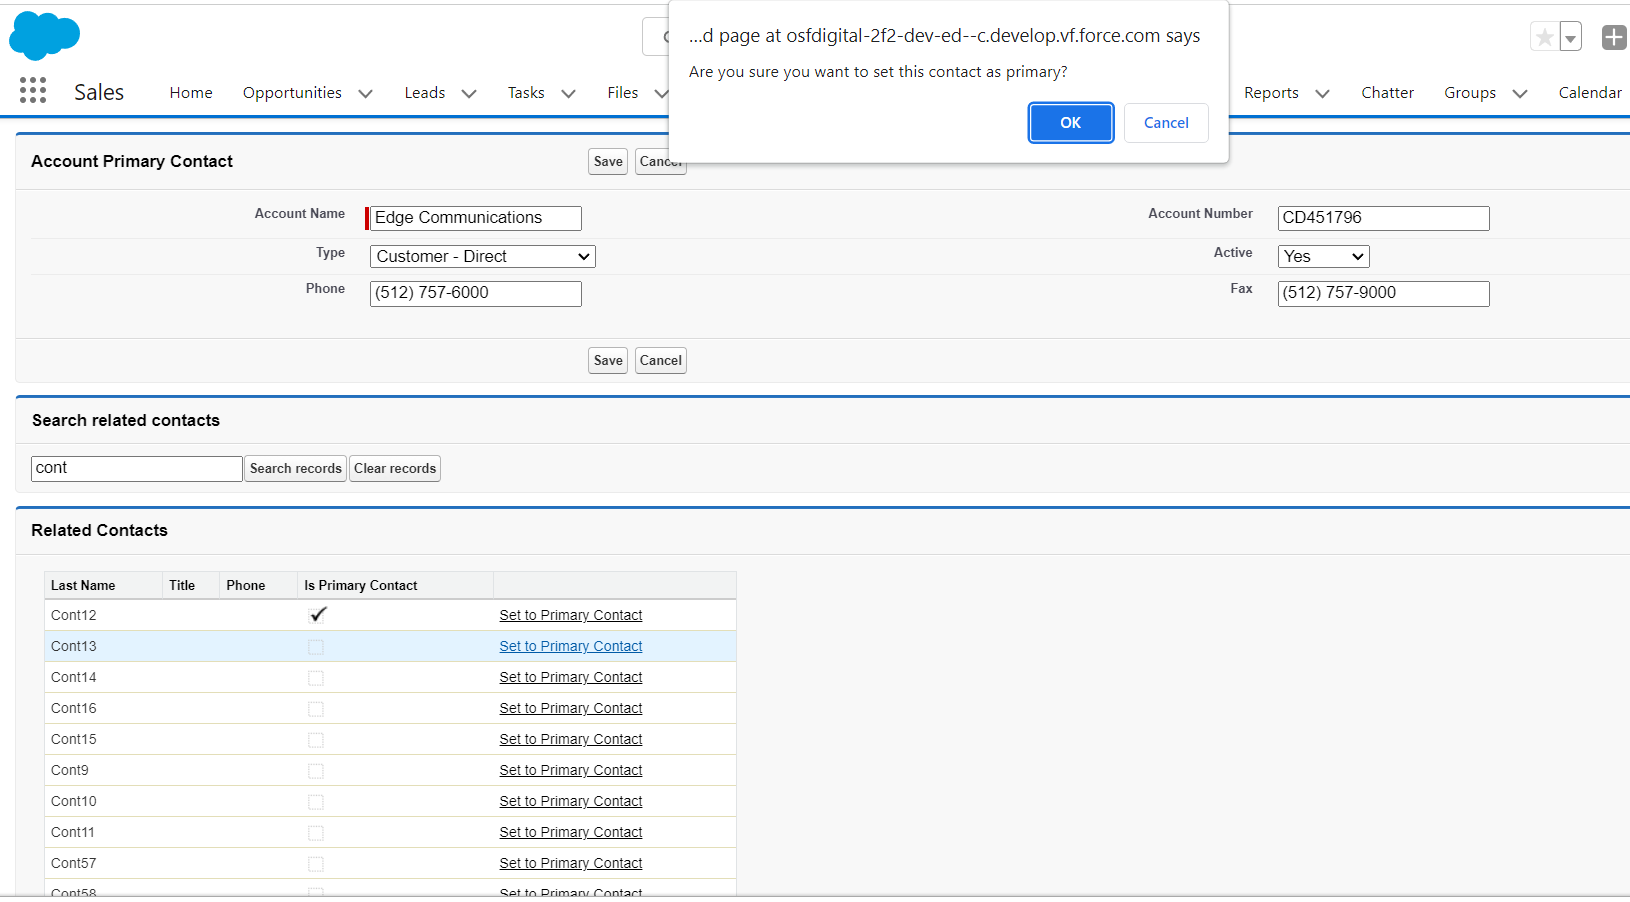 ...d page at osfdigital-2f2-dev-ed--c.develop.vf.force.com says
Are you sure you want to set this contact as primary?
OK Cancel
Sales Home Opportunities Leads Tasks Files Reports Chatter Groups Calendar
Account Primary Contact Save Cancel
Account Name Edge Communications Account Number CD451796
Type Customer - Direct Active Yes
Phone (512) 757-6000 Fax (512) 757-9000
Save Cancel
Search related contacts
cont Search records Clear records
Related Contacts
Last Name Title Phone Is Primary Contact
Cont12 Set to Primary Contact
Cont13 Set to Primary Contact
Cont14 Set to Primary Contact
Cont16 Set to Primary Contact
Cont15 Set to Primary Contact
Cont9 Set to Primary Contact
Cont10 Set to Primary Contact
Cont11 Set to Primary Contact
Cont57 Set to Primary Contact
Cont58 Set to Primary Contact